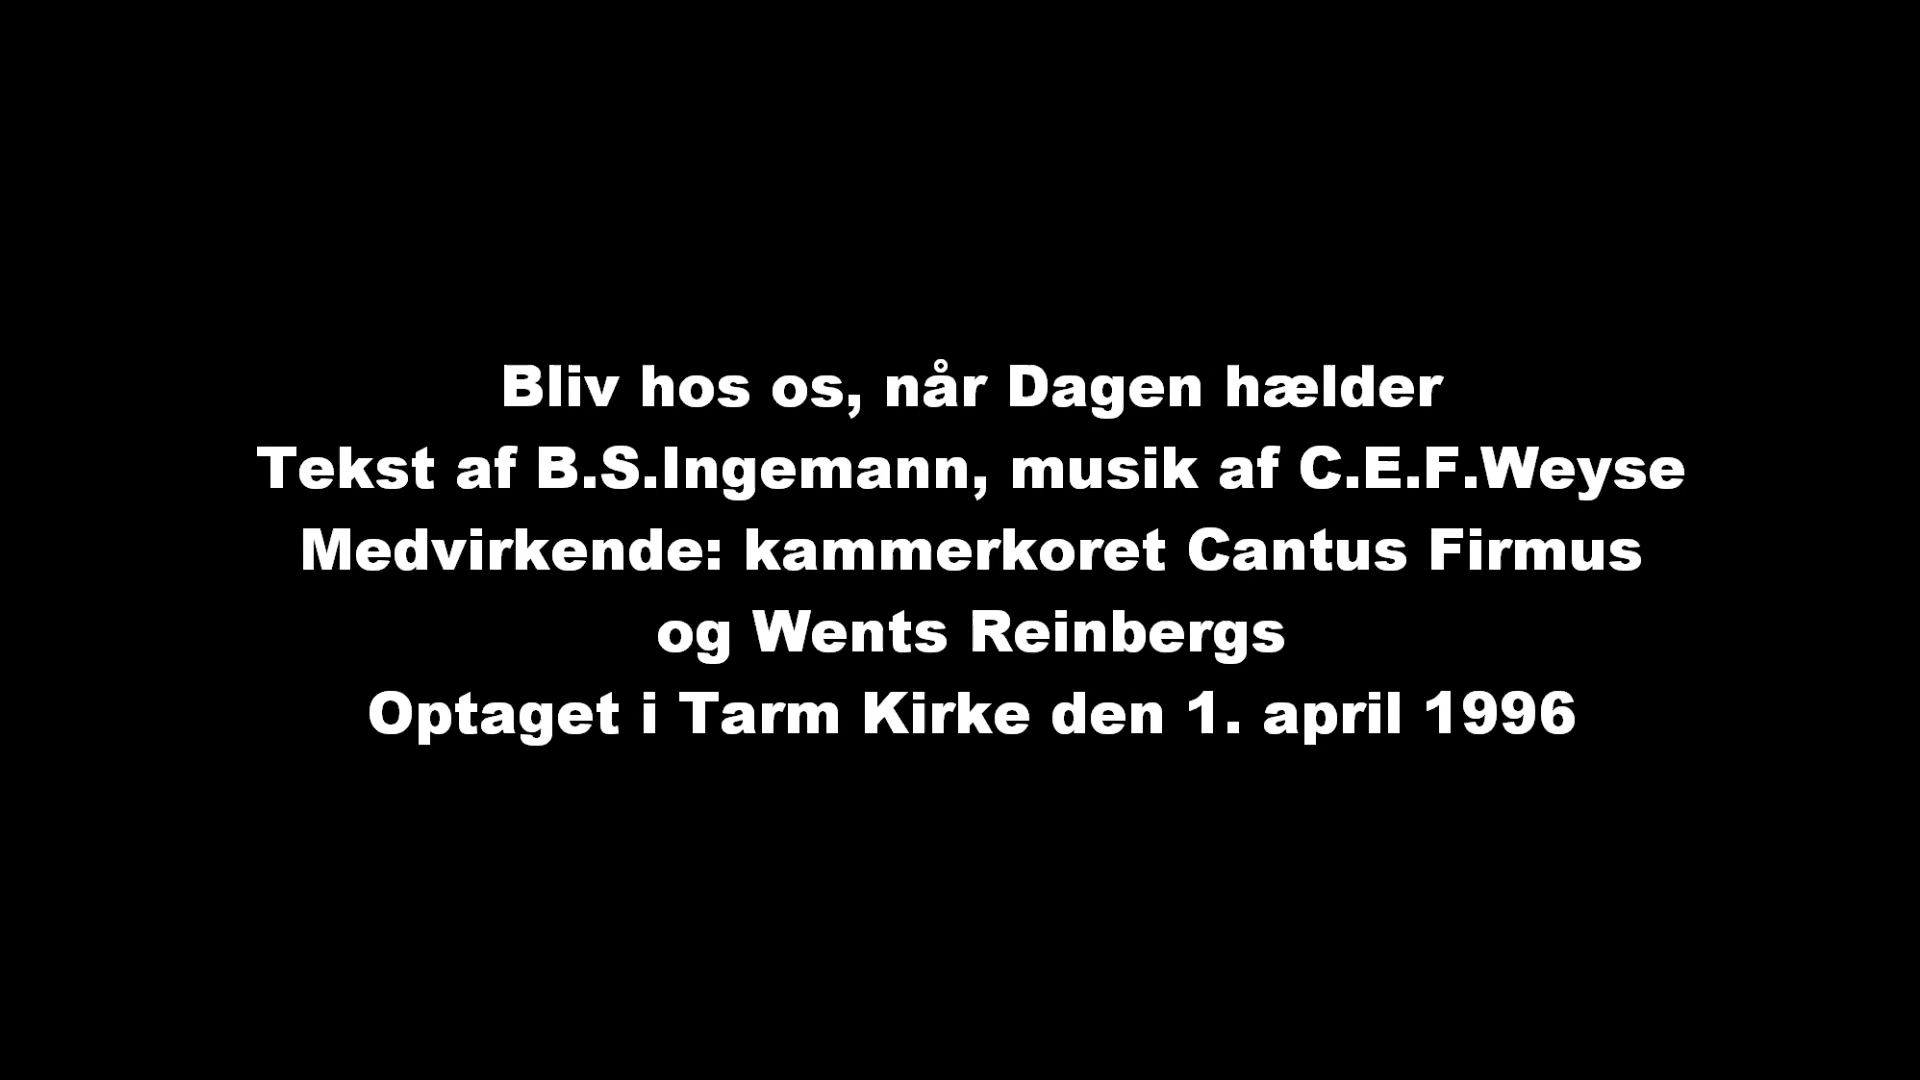 Bliv hos os, når Dagen hælder
Tekst af B.S.Ingemann, musik af C.E.F.Weyse
Medvirkende: kammerkoret Cantus Firmus
og Wents Reinbergs
Optaget i Tarm Kirke den 1. april 1996